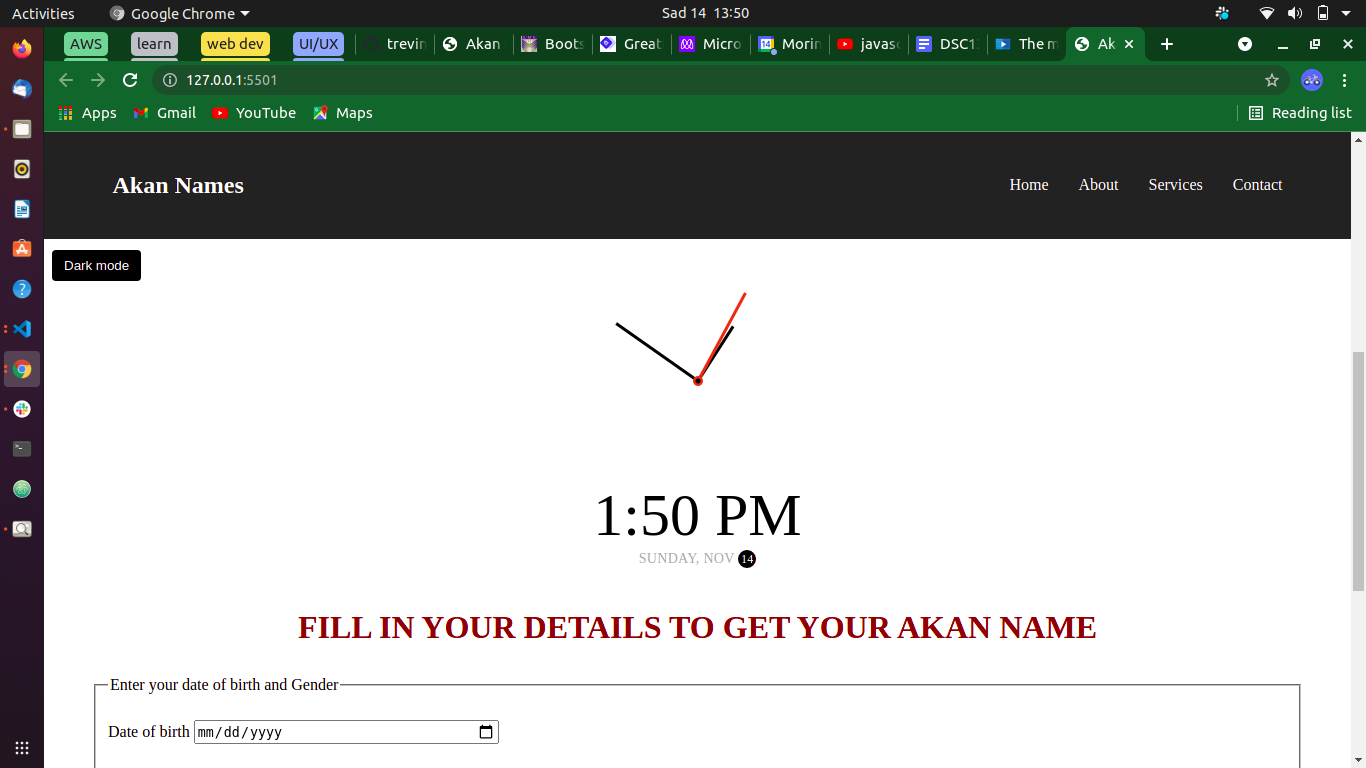 Activities Google Chrome Sad 14 13:50
AWS learn web dev UI/UX trevin Akan Boots Great Micro Morin javasc DSC1 The m Ak
127.0.0.1:5501
Apps Gmail YouTube Maps Reading list
Akan Names Home About Services Contact
Dark mode
1:50 PM
SUNDAY, NOV 14
FILL IN YOUR DETAILS TO GET YOUR AKAN NAME
Enter your date of birth and Gender
Date of birth mm/dd/yyyy